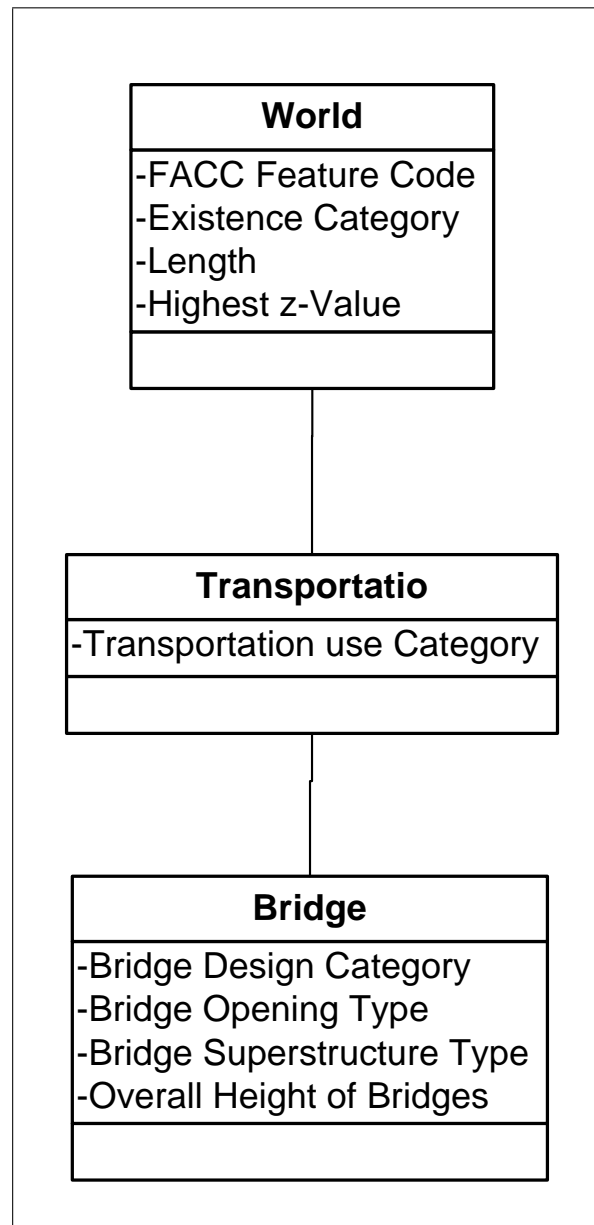 World
-FACC Feature Code
-Existence Category
-Length
-Highest z-Value
Transportatio
-Transportation use Category
Bridge
-Bridge Design Category
-Bridge Opening Type
-Bridge Superstructure Type
-Overall Height of Bridges